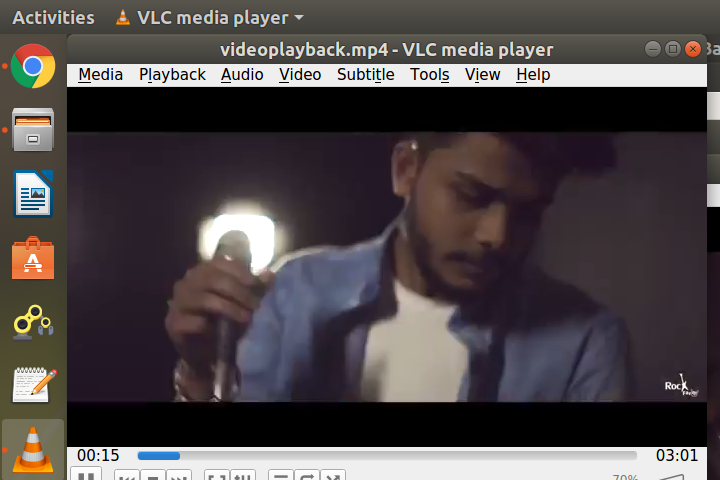 Activities VLC media player
videoplayback.mp4 - VLC media player
Media Playback Audio Video Subtitle Tools View Help
Rock
00:15 03:01
70%